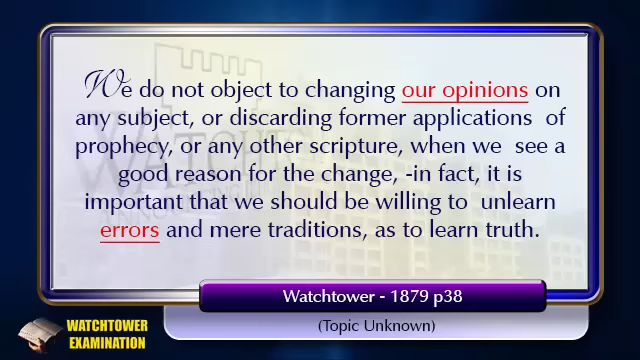 We do not object to changing our opinions on
any subject, or discarding former applications of
prophecy, or any other scripture, when we see a
good reason for the change, -in fact, it is
important that we should be willing to unlearn
errors and mere traditions, as to learn truth.
Watchtower - 1879 p38
(Topic Unknown)
WATCHTOWER
EXAMINATION